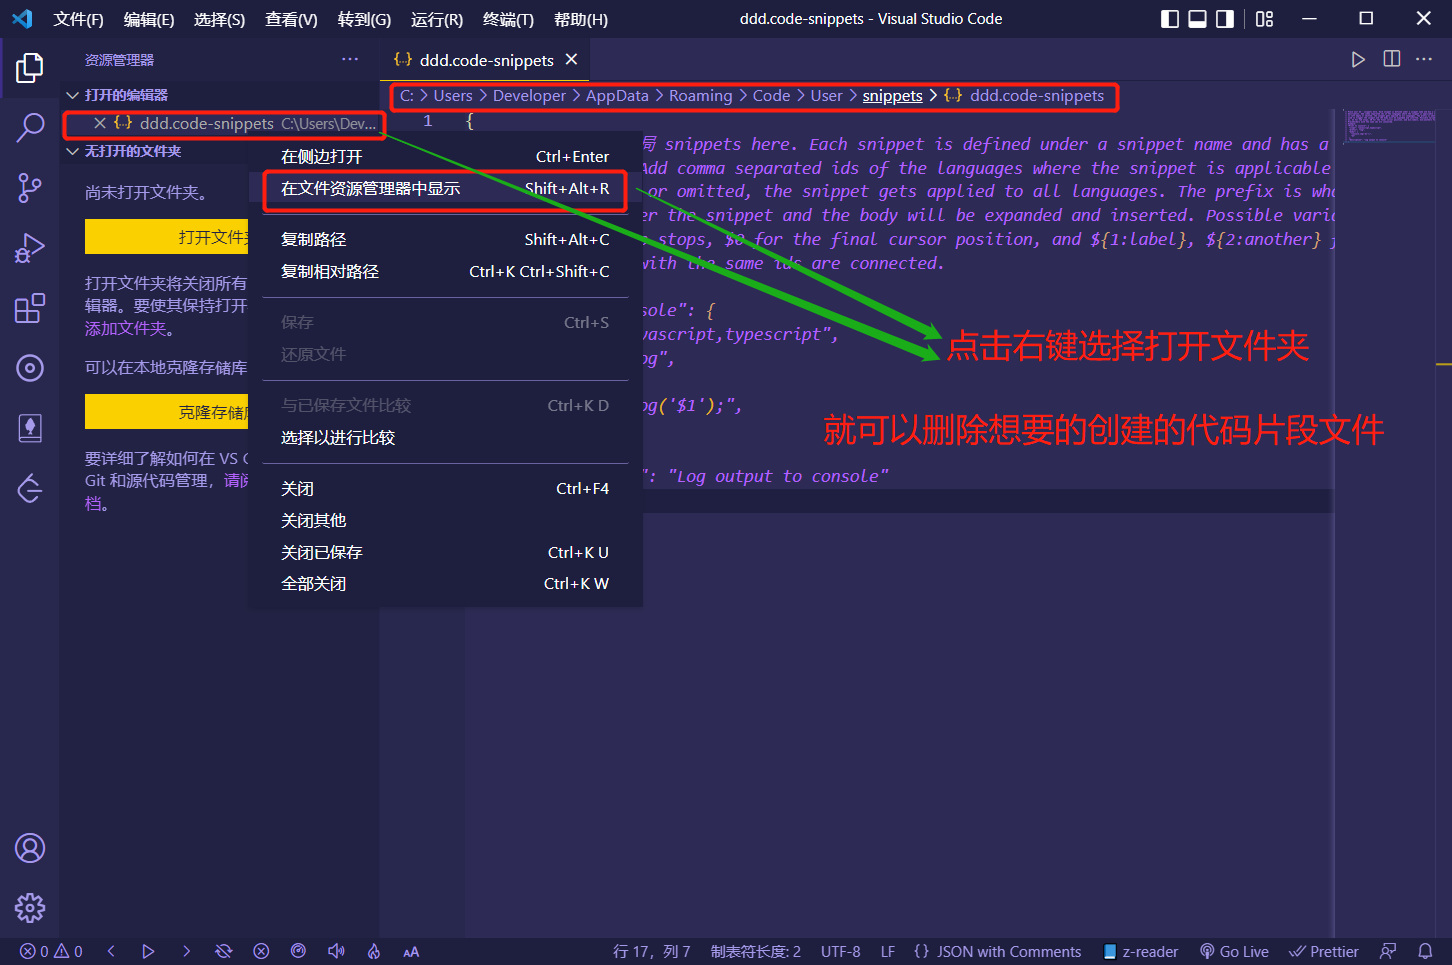 文件(F) 编辑(E) 选择(S) 查看(V) 转到(G) 运行(R) 终端(T) 帮助(H) ddd.code-snippets - Visual Studio Code
资源管理器 ··· {··} ddd.code-snippets ✕ ···
打开的编辑器
C: > Users > Developer > AppData > Roaming > Code > User > snippets > {··} ddd.code-snippets
✕ {··} ddd.code-snippets C:\Users\Dev...
1 {
无打开的文件夹
snippets here. Each snippet is defined under a snippet name and has a
Add comma separated ids of the languages where the snippet is applicable
or omitted, the snippet gets applied to all languages. The prefix is
er the snippet and the body will be expanded and inserted. Possible
stops, $0 for the final cursor position, and ${1:label}, ${2:another}
with the same ids are connected.
sole": {
vascript,typescript",
og",
og('$1');",
": "Log output to console"
尚未打开文件夹。
打开文件
打开文件夹将关闭所有
辑器。要使其保持打开
添加文件夹。
可以在本地克隆存储库
克隆存储
要详细了解如何在 VS
Git 和源代码管理，请
档。
在侧边打开 Ctrl+Enter
在文件资源管理器中显示 Shift+Alt+R
复制路径 Shift+Alt+C
复制相对路径 Ctrl+K Ctrl+Shift+C
保存 Ctrl+S
还原文件
与已保存文件比较 Ctrl+K D
选择以进行比较
关闭 Ctrl+F4
关闭其他
关闭已保存 Ctrl+K U
全部关闭 Ctrl+K W
点击右键选择打开文件夹
就可以删除想要的创建的代码片段文件
0 0 AA 行 17，列 7 制表符长度: 2 UTF-8 LF {} JSON with Comments z-reader Go Live Prettier